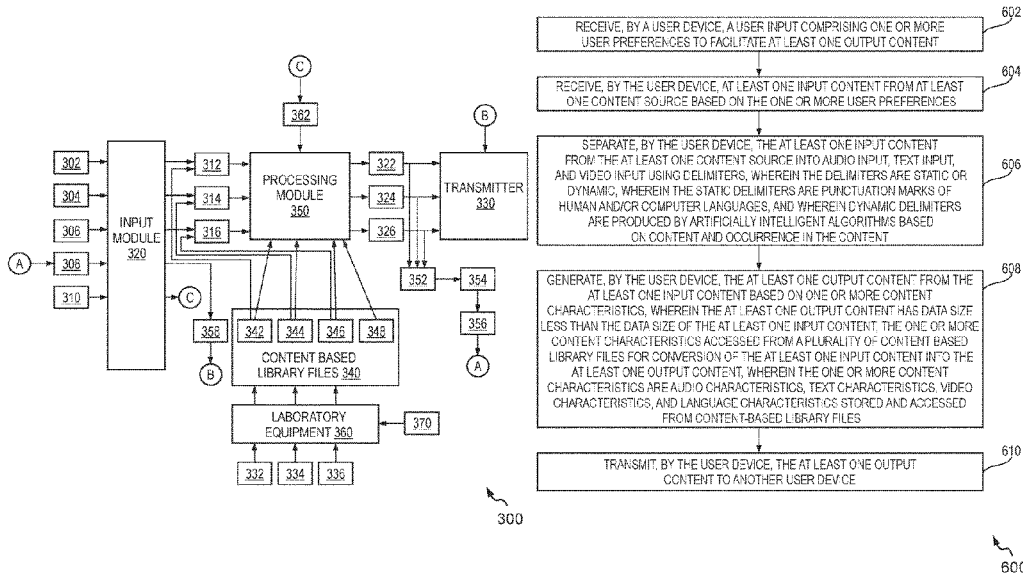 C
362
302
304
306
A
308
310
INPUT
MODULE
320
312
314
316
C
358
B
PROCESSING
MODULE
350
322
324
326
B
TRANSMITTER
330
352
354
356
A
342
344
346
348
CONTENT BASED
LIBRARY FILES 340
LABORATORY
EQUIPMENT 360
370
332
334
336
300
602
RECEIVE, BY A USER DEVICE, A USER INPUT COMPRISING ONE OR MORE
USER PREFERENCES TO FACILITATE AT LEAST ONE OUTPUT CONTENT
604
RECEIVE, BY THE USER DEVICE, AT LEAST ONE INPUT CONTENT FROM AT LEAST
ONE CONTENT SOURCE BASED ON THE ONE OR MORE USER PREFERENCES
606
SEPARATE, BY THE USER DEVICE, THE AT LEAST ONE INPUT CONTENT
FROM THE AT LEAST ONE CONTENT SOURCE INTO AUDIO INPUT, TEXT INPUT,
AND VIDEO INPUT USING DELIMITERS, WHEREIN THE DELIMITERS ARE STATIC OR
DYNAMIC, WHEREIN THE STATIC DELIMITERS ARE PUNCTUATION MARKS OF
HUMAN AND/OR COMPUTER LANGUAGES, AND WHEREIN DYNAMIC DELIMITERS
ARE PRODUCED BY ARTIFICIALLY INTELLIGENT ALGORITHMS BASED
ON CONTENT AND OCCURRENCE IN THE CONTENT
608
GENERATE, BY THE USER DEVICE, THE AT LEAST ONE OUTPUT CONTENT FROM THE
AT LEAST ONE INPUT CONTENT BASED ON ONE OR MORE CONTENT
CHARACTERISTICS, WHEREIN THE AT LEAST ONE OUTPUT CONTENT HAS DATA SIZE
LESS THAN THE DATA SIZE OF THE AT LEAST ONE INPUT CONTENT, THE ONE OR MORE
CONTENT CHARACTERISTICS ACCESSED FROM A PLURALITY OF CONTENT BASED
LIBRARY FILES FOR CONVERSION OF THE AT LEAST ONE INPUT CONTENT INTO THE
AT LEAST ONE OUTPUT CONTENT, WHEREIN THE ONE OR MORE CONTENT
CHARACTERISTICS ARE AUDIO CHARACTERISTICS, TEXT CHARACTERISTICS, VIDEO
CHARACTERISTICS, AND LANGUAGE CHARACTERISTICS STORED AND ACCESSED
FROM CONTENT-BASED LIBRARY FILES
610
TRANSMIT, BY THE USER DEVICE, THE AT LEAST ONE OUTPUT
CONTENT TO ANOTHER USER DEVICE
600